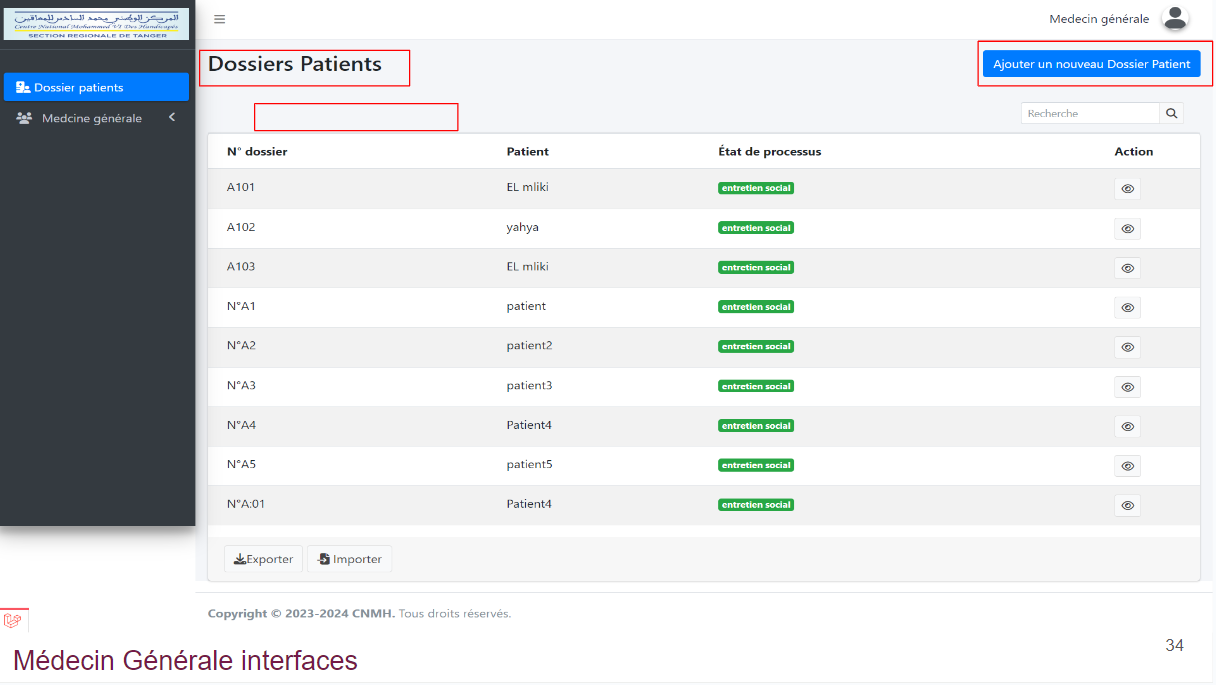 المركز الوطني محمد السادس للمعاقين
Centre National Mohammed VI Des Handicapés
SECTION REGIONALE DE TANGER
Medecin générale
Dossier patients
Medcine générale
Dossiers Patients
Ajouter un nouveau Dossier Patient
Recherche
N° dossier Patient État de processus Action
A101 EL mliki entretien social
A102 yahya entretien social
A103 EL mliki entretien social
N°A1 patient entretien social
N°A2 patient2 entretien social
N°A3 patient3 entretien social
N°A4 Patient4 entretien social
N°A5 patient5 entretien social
N°A:01 Patient4 entretien social
Exporter Importer
Copyright © 2023-2024 CNMH. Tous droits réservés.
34
Médecin Générale interfaces